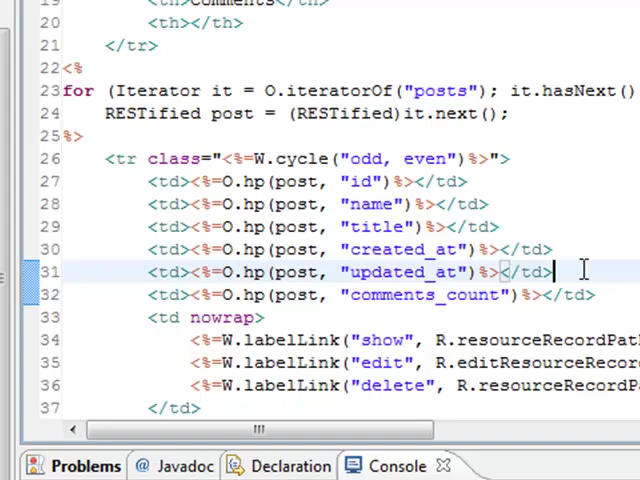 19 <th>Comments</th>
20 <th></th>
21 </tr>
22 <%
23 for (Iterator it = O.iteratorOf("posts"); it.hasNext()
24 RESTified post = (RESTified)it.next();
25 %>
26 <tr class="<%=W.cycle("odd, even")%>">
27 <td><%=O.hp(post, "id")%></td>
28 <td><%=O.hp(post, "name")%></td>
29 <td><%=O.hp(post, "title")%></td>
30 <td><%=O.hp(post, "created_at")%></td>
31 <td><%=O.hp(post, "updated_at")%></td>
32 <td><%=O.hp(post, "comments_count")%></td>
33 <td nowrap>
34 <%=W.labelLink("show", R.resourceRecordPat
35 <%=W.labelLink("edit", R.editResourceRecor
36 <%=W.labelLink("delete", R.resourceRecordP
37 </td>
Problems @ Javadoc Declaration Console